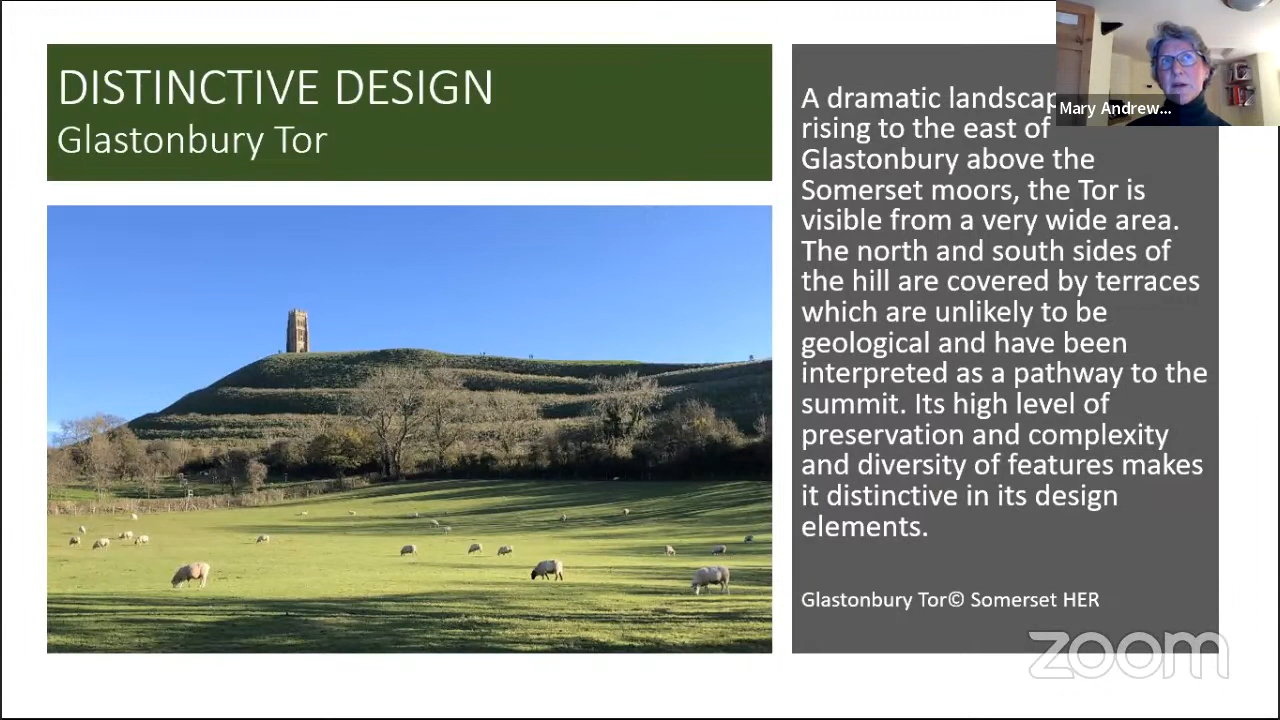 DISTINCTIVE DESIGN
Glastonbury Tor
A dramatic landscap
rising to the east of
Glastonbury above the
Somerset moors, the Tor is
visible from a very wide area.
The north and south sides of
the hill are covered by terraces
which are unlikely to be
geological and have been
interpreted as a pathway to the
summit. Its high level of
preservation and complexity
and diversity of features makes
it distinctive in its design
elements.
Glastonbury Tor© Somerset HER
Mary Andrew...
zoom